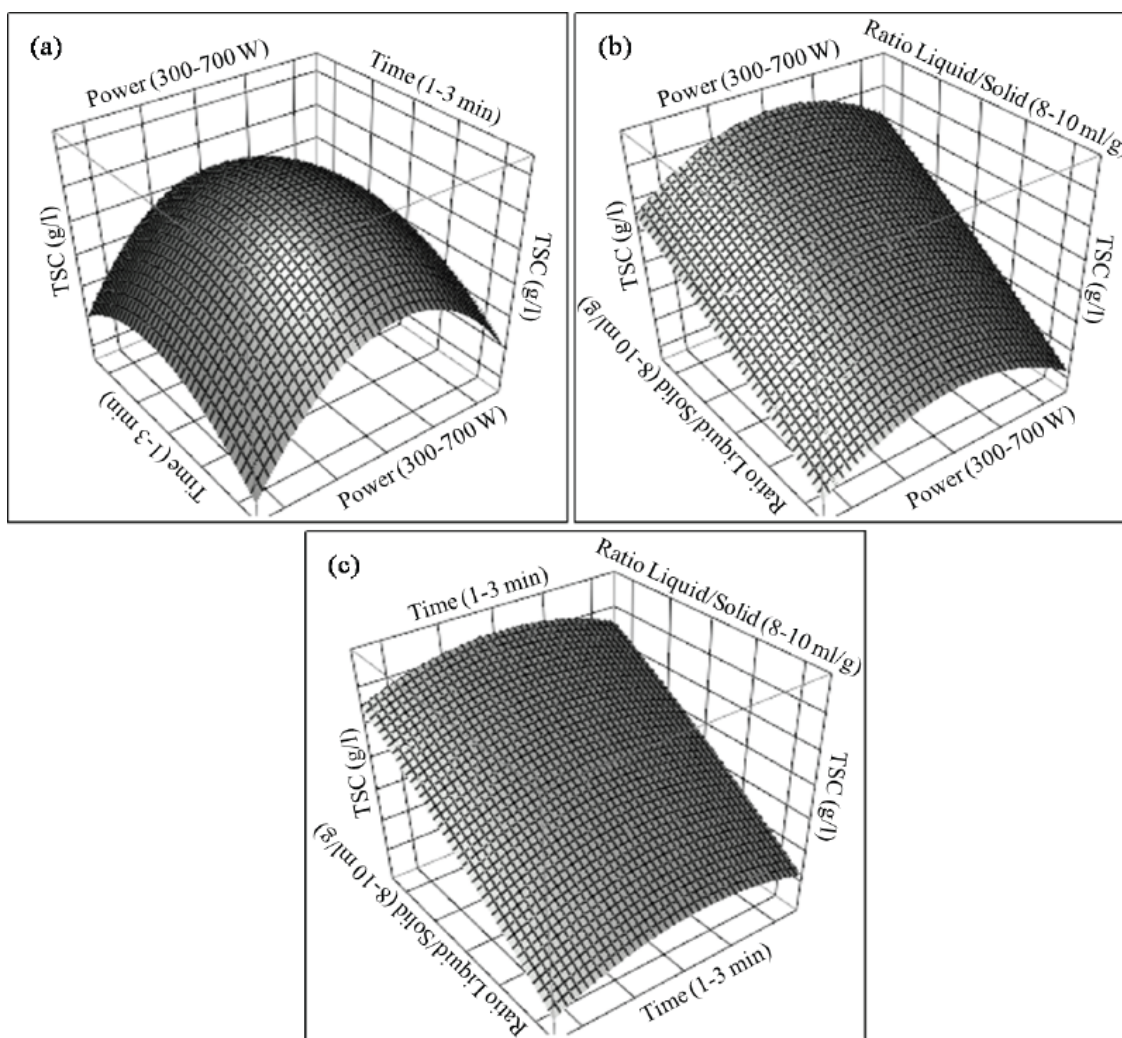 (a)
Power (300-700 W)
Time (1-3 min)
TSC (g/l)
TSC (g/l)
Time (1-3 min)
Power (300-700 W)
(b)
Power (300-700 W)
Ratio Liquid/Solid (8-10 ml/g)
TSC (g/l)
TSC (g/l)
Ratio Liquid/Solid (8-10 ml/g)
Power (300-700 W)
(c)
Time (1-3 min)
Ratio Liquid/Solid (8-10 ml/g)
TSC (g/l)
TSC (g/l)
Ratio Liquid/Solid (8-10 ml/g)
Time (1-3 min)